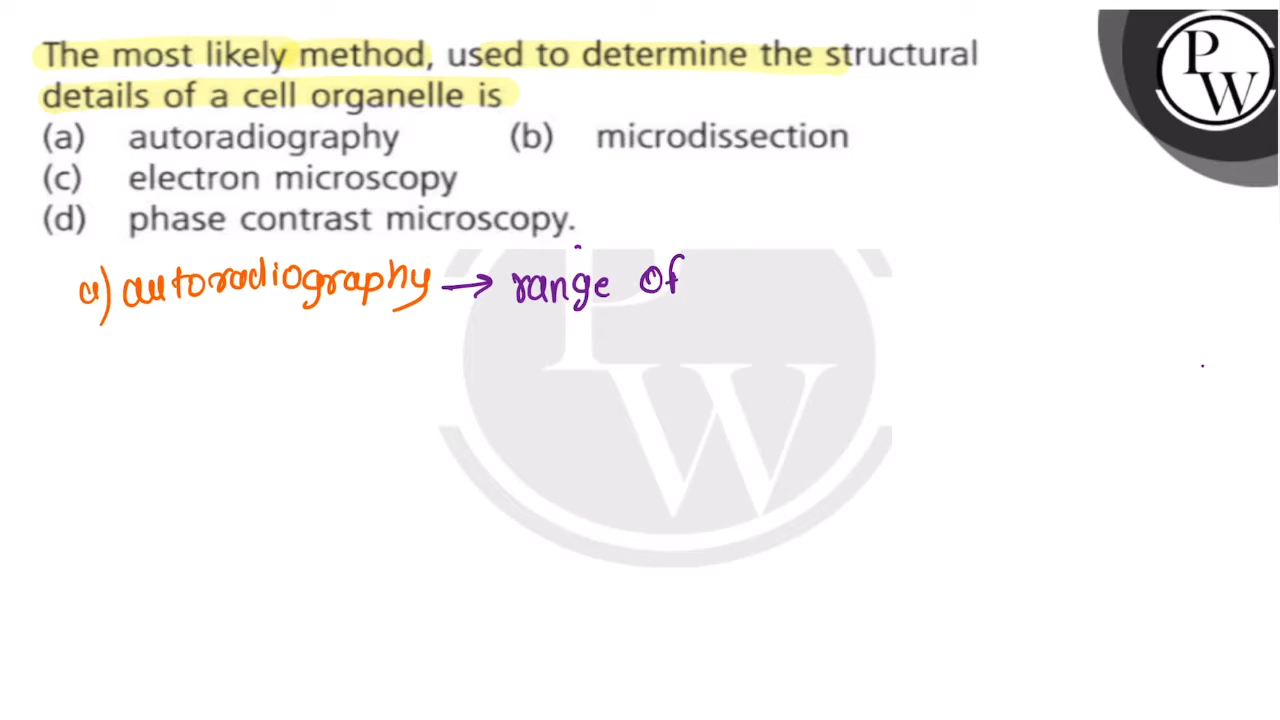 The most likely method, used to determine the structural
details of a cell organelle is
(a) autoradiography (b) microdissection
(c) electron microscopy
(d) phase contrast microscopy.
a) autoradiography → range of
P
W
P
W